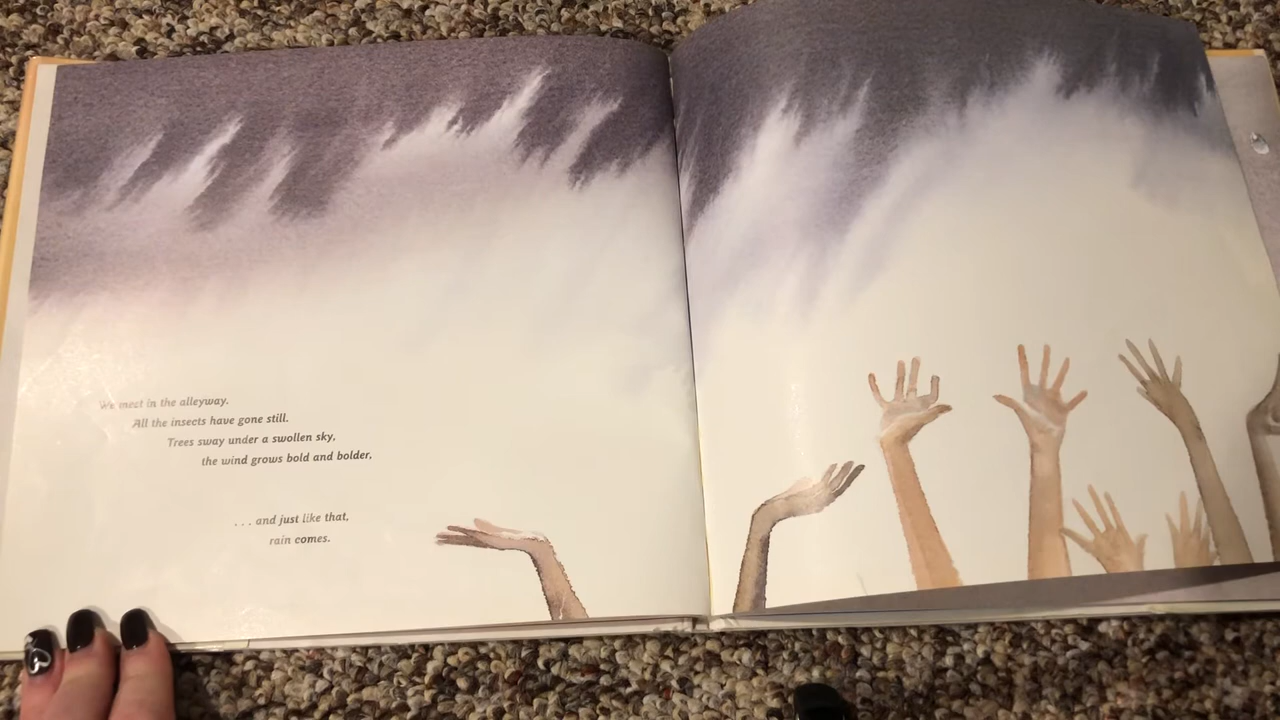 We meet in the alleyway.
All the insects have gone still.
Trees sway under a swollen sky,
the wind grows bold and bolder,
. . . and just like that,
rain comes.